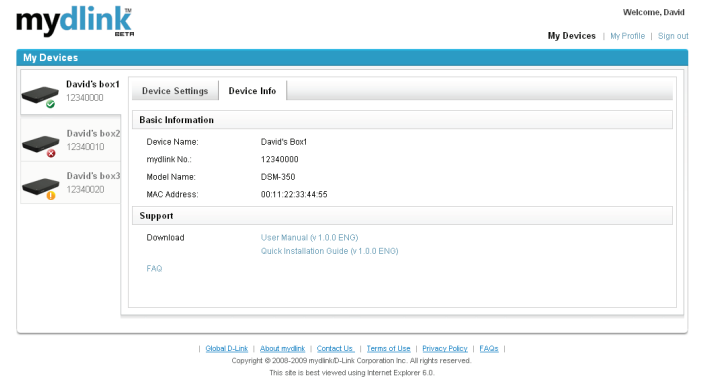 mydlink™
BETA
Welcome, David
My Devices | My Profile | Sign out
My Devices
David's box1
12340000
David's box2
12340010
David's box3
12340020
Device Settings
Device Info
Basic Information
Device Name: David's Box1
mydlink No.: 12340000
Model Name: DSM-350
MAC Address: 00:11:22:33:44:55
Support
Download User Manual (v 1.0.0 ENG)
Quick Installation Guide (v 1.0.0 ENG)
FAQ
| Global D-Link | About mydlink | Contact Us | Terms of Use | Privacy Policy | FAQs |
Copyright © 2008-2009 mydlink/D-Link Corporation Inc. All rights reserved.
This site is best viewed using Internet Explorer 6.0.